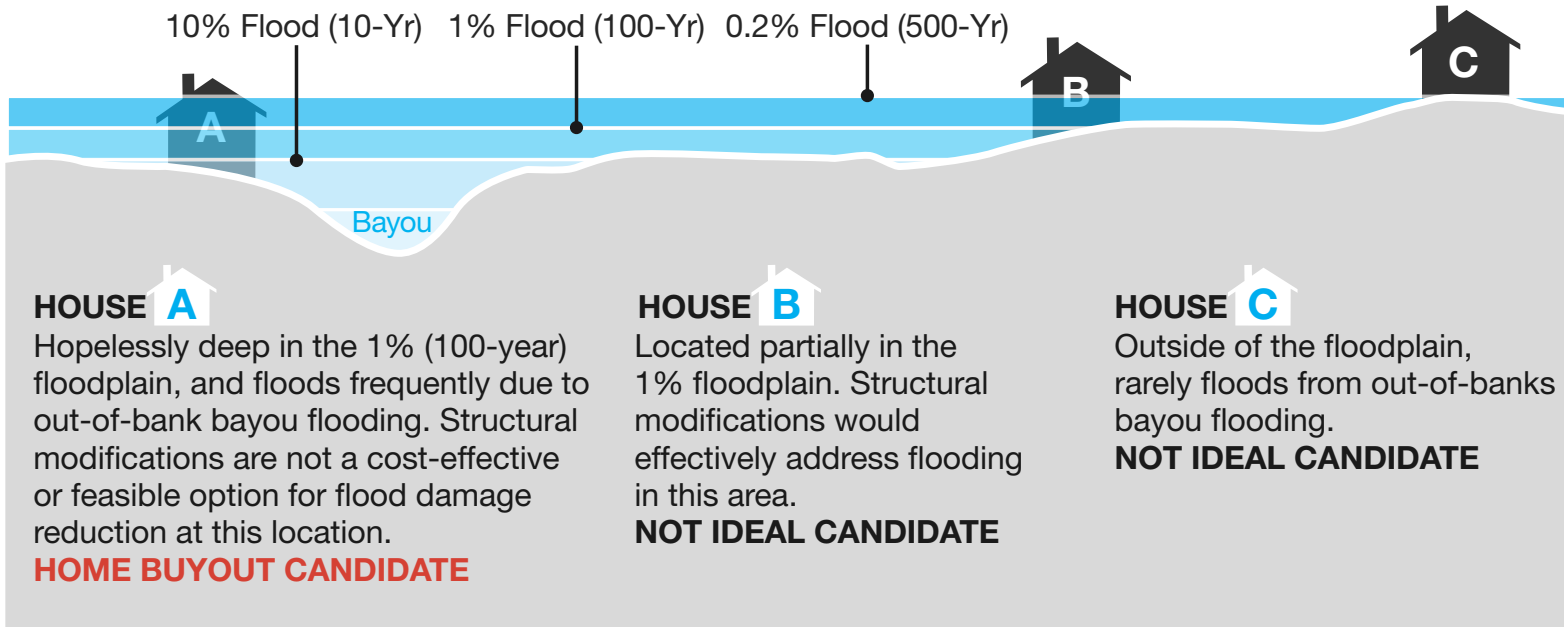 10% Flood (10-Yr) 1% Flood (100-Yr) 0.2% Flood (500-Yr)
A
B
C
Bayou
HOUSE A
Hopelessly deep in the 1% (100-year)
floodplain, and floods frequently due to
out-of-bank bayou flooding. Structural
modifications are not a cost-effective
or feasible option for flood damage
reduction at this location.
HOME BUYOUT CANDIDATE
HOUSE B
Located partially in the
1% floodplain. Structural
modifications would
effectively address flooding
in this area.
NOT IDEAL CANDIDATE
HOUSE C
Outside of the floodplain,
rarely floods from out-of-banks
bayou flooding.
NOT IDEAL CANDIDATE